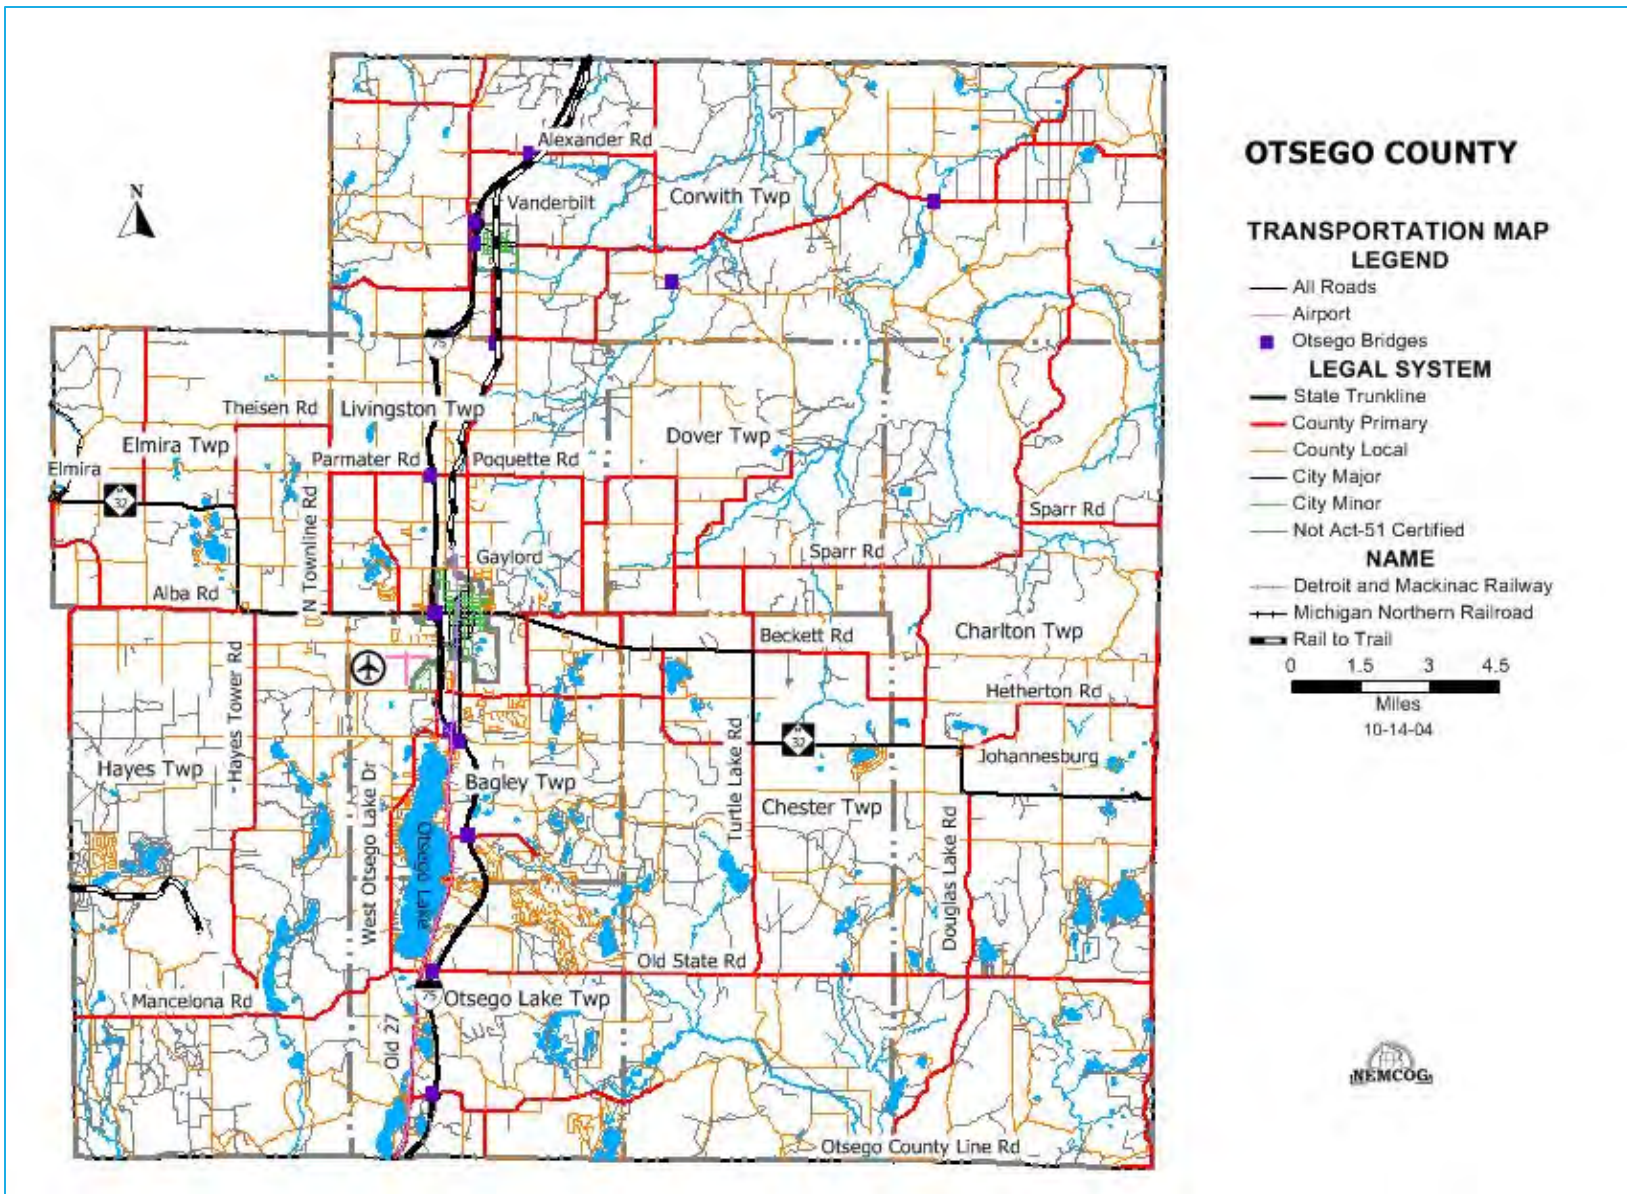 OTSEGO COUNTY
TRANSPORTATION MAP
LEGEND
All Roads
Airport
Otsego Bridges
LEGAL SYSTEM
State Trunkline
County Primary
County Local
City Major
City Minor
Not Act-51 Certified
NAME
Detroit and Mackinac Railway
Michigan Northern Railroad
Rail to Trail
0 1.5 3 4.5
Miles
10-14-04
NEMCOG
N
Alexander Rd
Vanderbilt
Corwith Twp
75
Theisen Rd
Livingston Twp
Elmira Twp
Dover Twp
Elmira
Parmater Rd
Poquette Rd
M
32
N Townline Rd
Sparr Rd
Gaylord
Sparr Rd
Alba Rd
Beckett Rd
Charlton Twp
Hayes Tower Rd
Hetherton Rd
M
32
Turtle Lake Rd
Johannesburg
Hayes Twp
West Otsego Lake Dr
Bagley Twp
Chester Twp
Otsego Lake
Douglas Lake Rd
Old State Rd
Mancelona Rd
75
Otsego Lake Twp
Old 27
Otsego County Line Rd